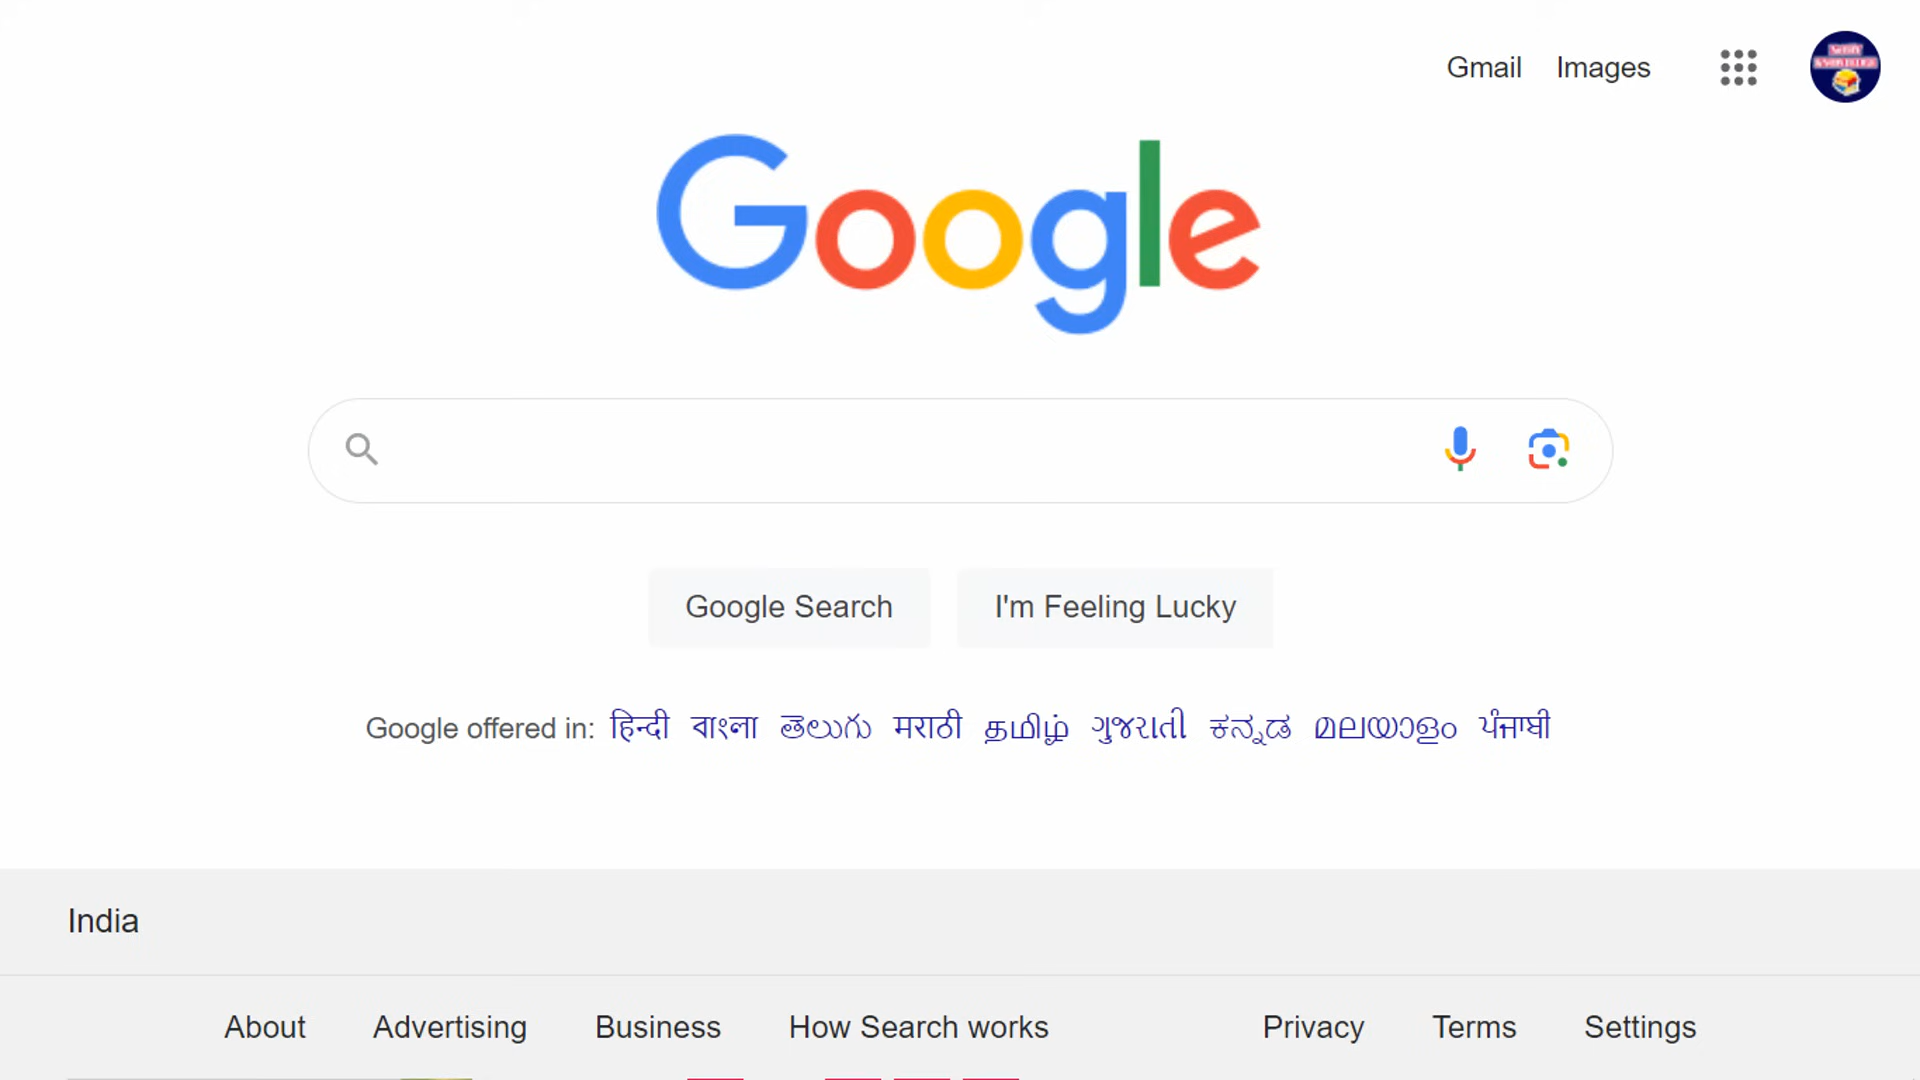 Gmail Images
Google
Google Search I'm Feeling Lucky
Google offered in: हिन्दी বাংলা తెలుగు मराठी தமிழ் ગુજરાતી ಕನ್ನಡ മലയാളം ਪੰਜਾਬੀ
India
About Advertising Business How Search works Privacy Terms Settings